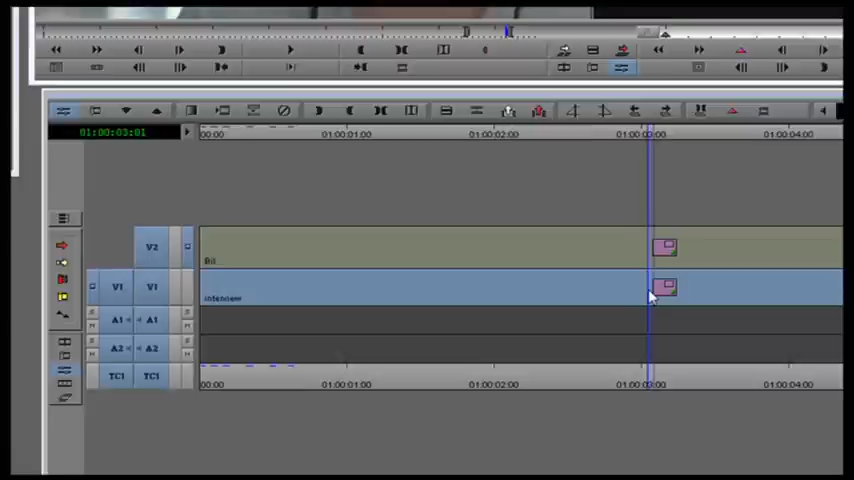 01:00:03:01
00:00 01:00:01:00 01:00:02:00 01:00:03:00 01:00:04:00
V2
Bil
V1 V1
interview
S S
A1 A1
M M
S S
A2 A2
M M
TC1 TC1
00:00 01:00:01:00 01:00:02:00 01:00:03:00 01:00:04:00